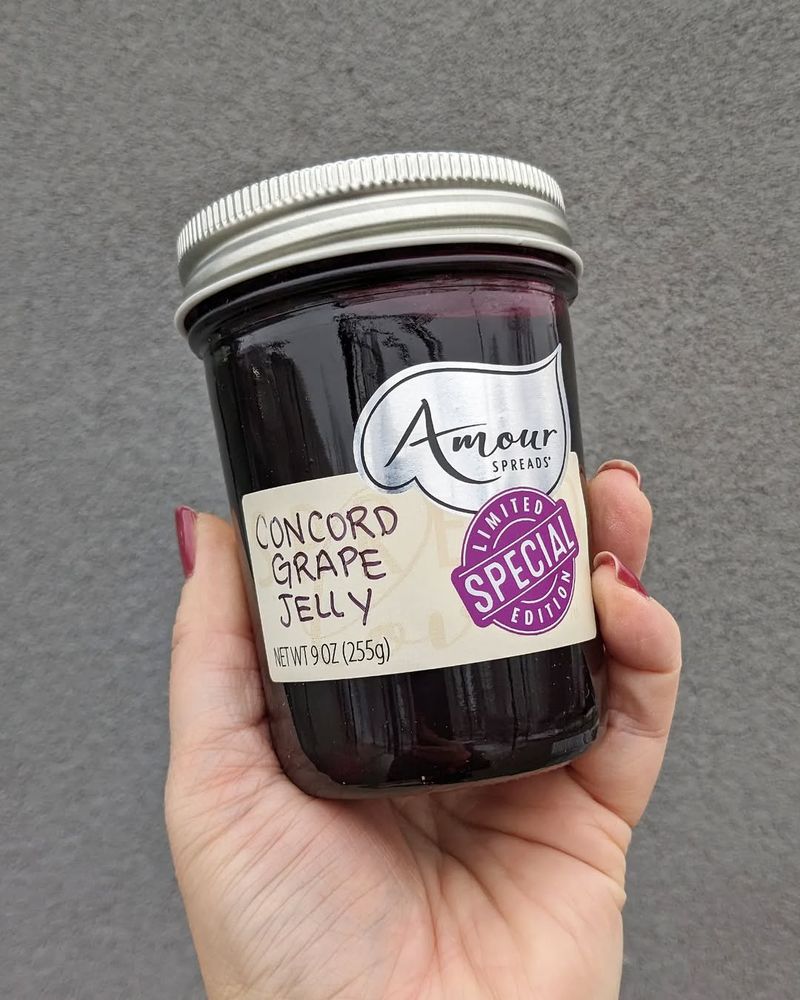 Amour
SPREADS®
CONCORD
GRAPE
JELLY
NET WT 9 OZ (255g)
LIMITED
SPECIAL
EDITION